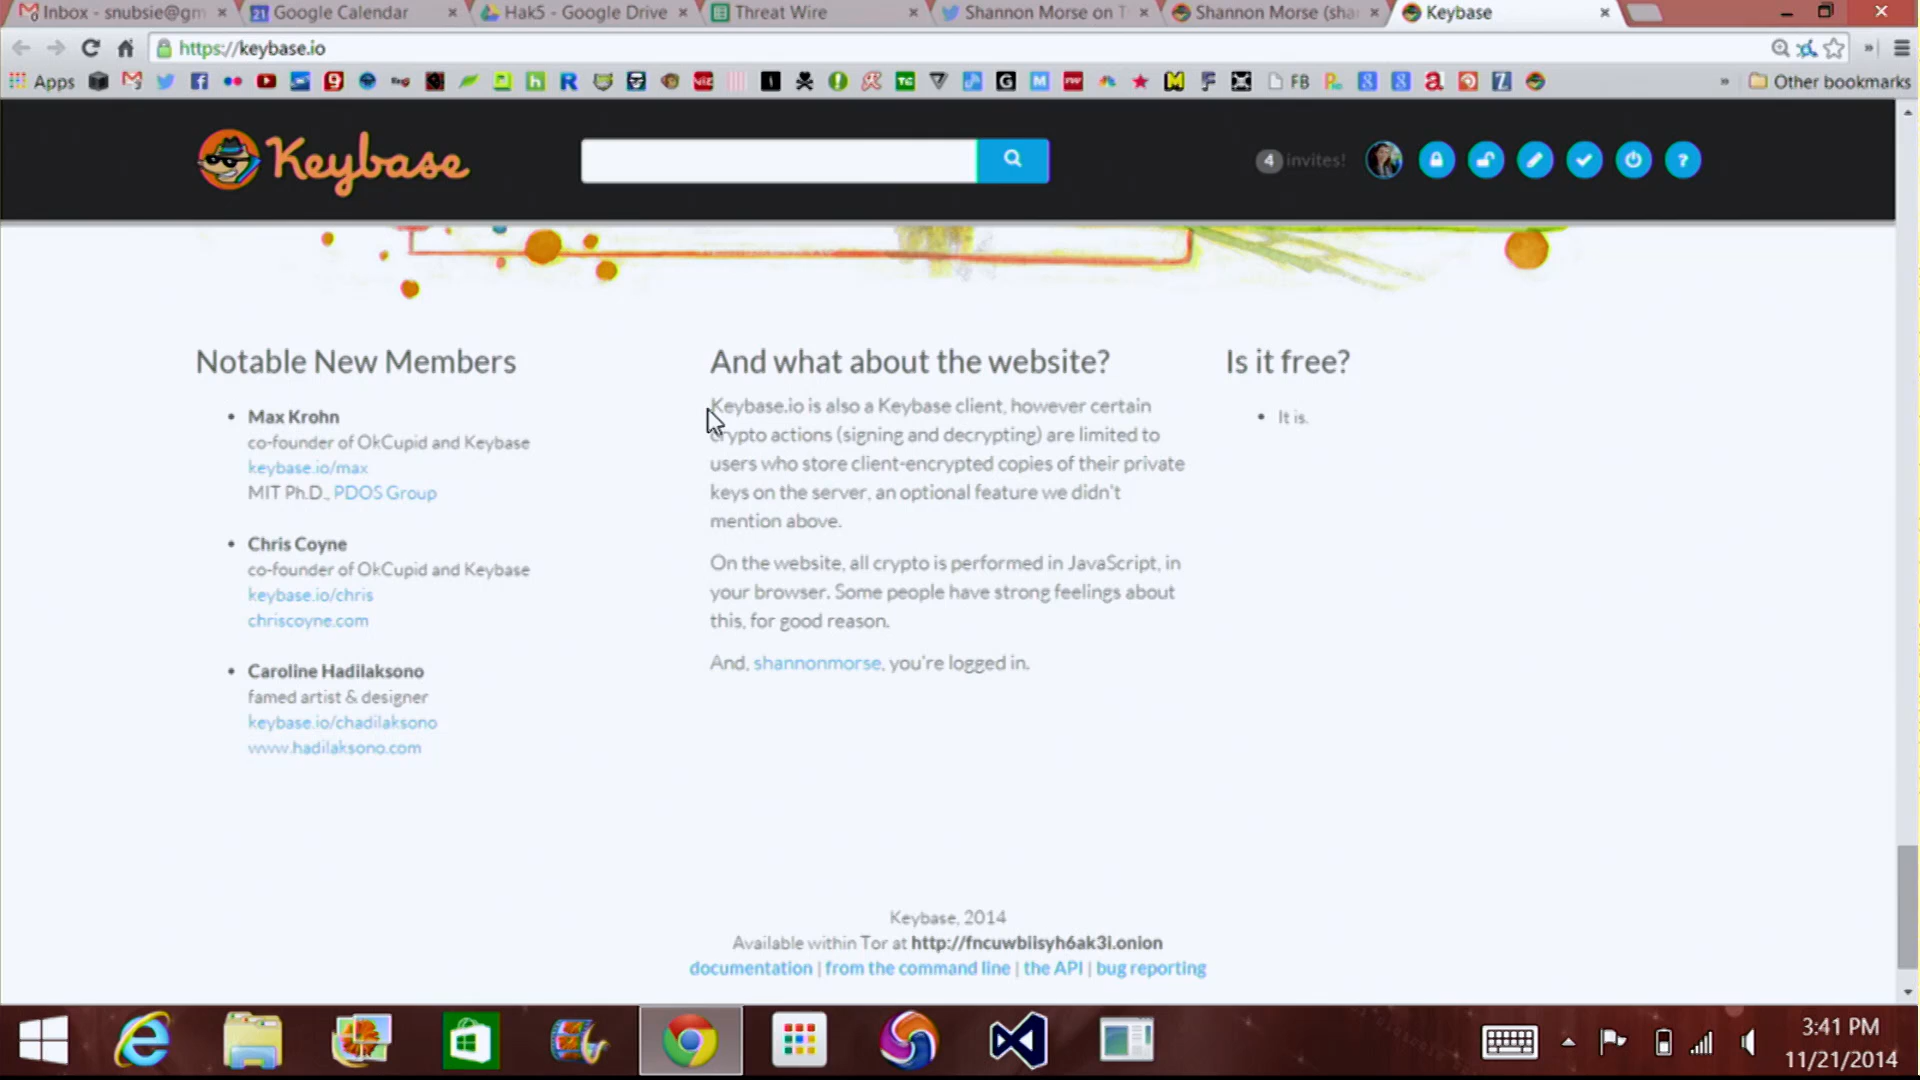 Inbox - snubsie@gm
Google Calendar
Hak5 - Google Drive
Threat Wire
Shannon Morse on T
Shannon Morse (sha
Keybase
https://keybase.io
Apps
FB
Other bookmarks
Keybase
4 invites!
Notable New Members
Max Krohn
co-founder of OkCupid and Keybase
keybase.io/max
MIT Ph.D., PDOS Group
Chris Coyne
co-founder of OkCupid and Keybase
keybase.io/chris
chriscoyne.com
Caroline Hadilaksono
famed artist & designer
keybase.io/chadilaksono
www.hadilaksono.com
And what about the website?
Keybase.io is also a Keybase client, however certain
crypto actions (signing and decrypting) are limited to
users who store client-encrypted copies of their private
keys on the server, an optional feature we didn't
mention above.
On the website, all crypto is performed in JavaScript, in
your browser. Some people have strong feelings about
this, for good reason.
And, shannonmorse, you're logged in.
Is it free?
It is.
Keybase, 2014
Available within Tor at http://fncuwbiisyh6ak3i.onion
documentation | from the command line | the API | bug reporting
3:41 PM
11/21/2014